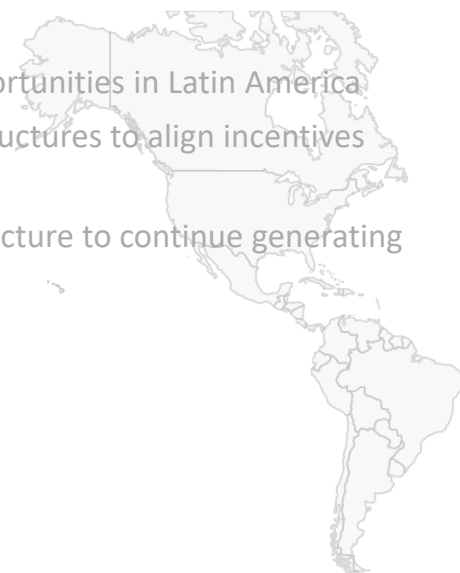 ortunities in Latin America
uctures to align incentives
cture to continue generating